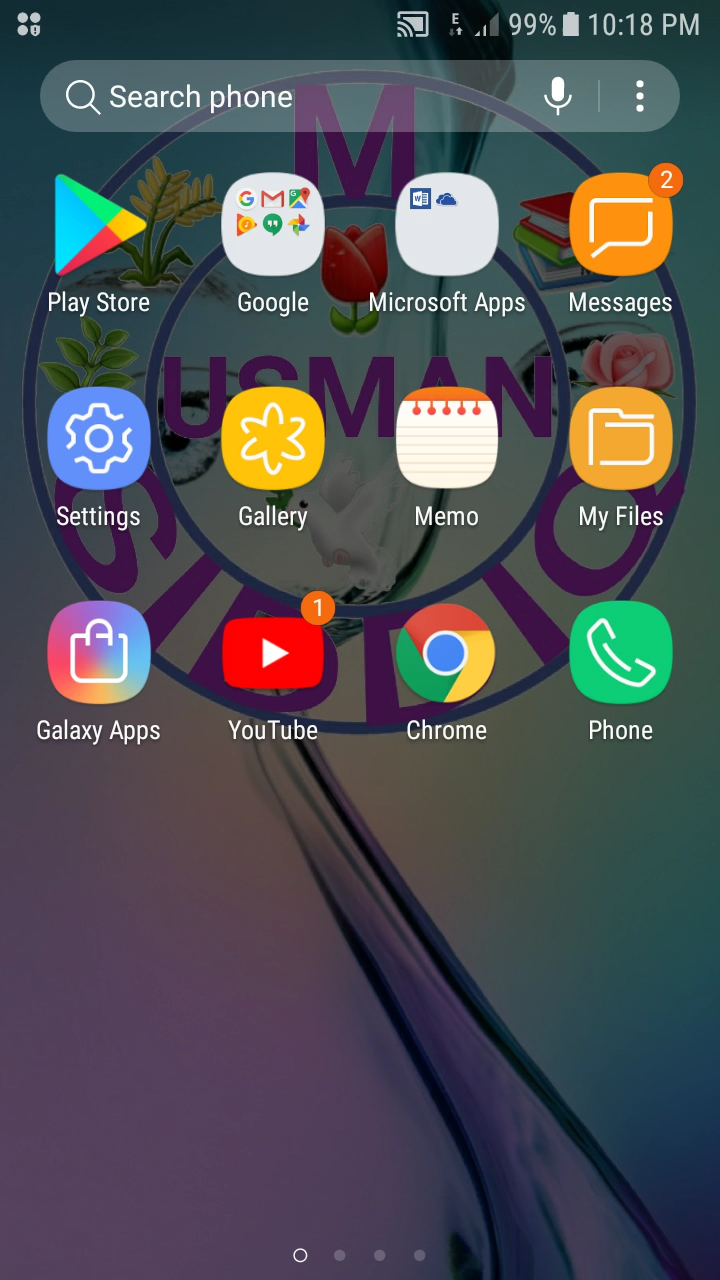 E 99% 10:18 PM
Search phone
M
2
Play Store Google Microsoft Apps Messages
USMAN
Settings Gallery Memo My Files
SIDDIQ
1
Galaxy Apps YouTube Chrome Phone